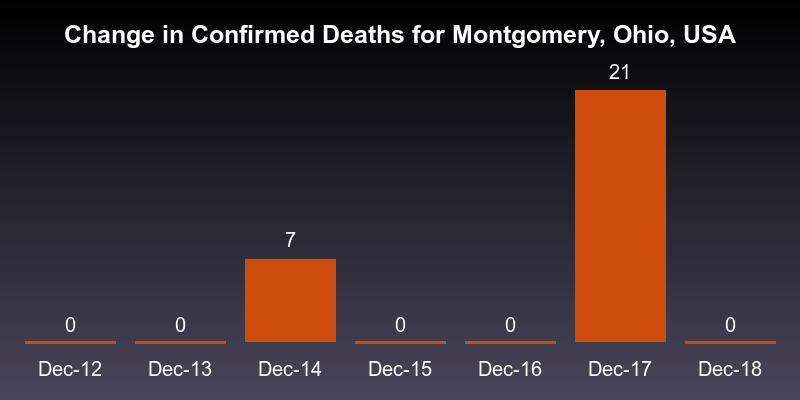 Change in Confirmed Deaths for Montgomery, Ohio, USA
21
7
0 0 0 0 0
Dec-12 Dec-13 Dec-14 Dec-15 Dec-16 Dec-17 Dec-18